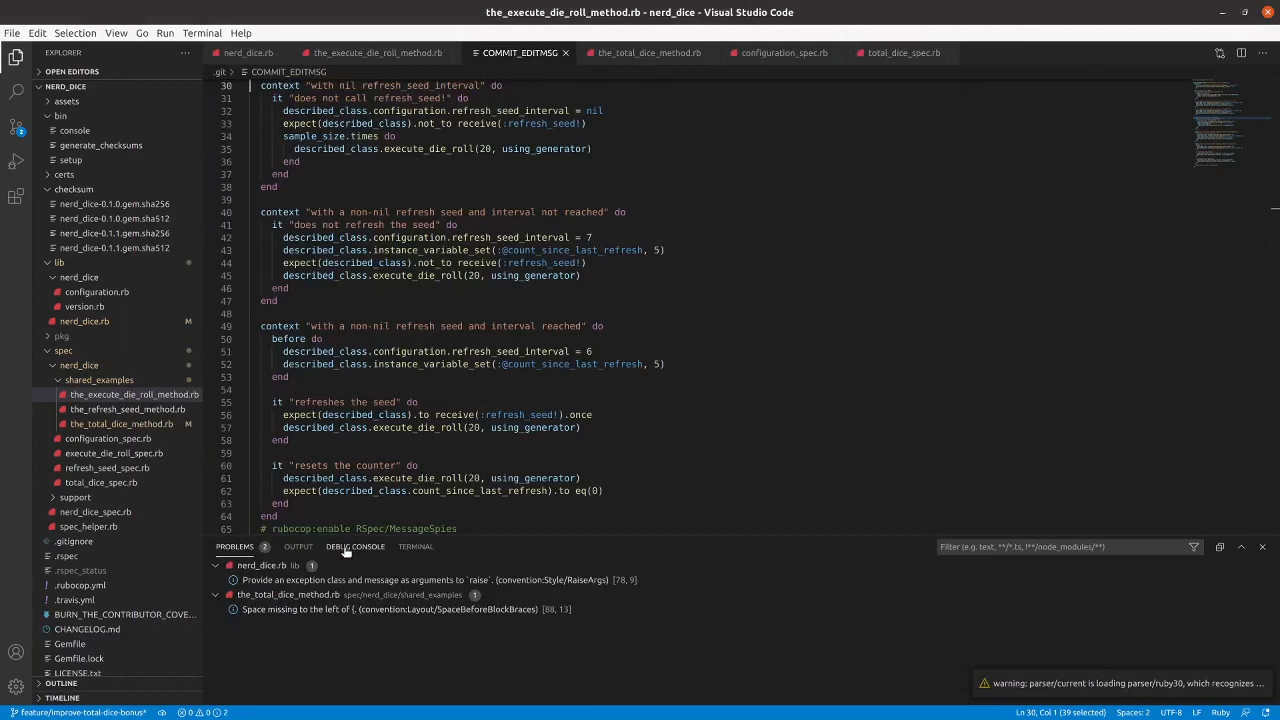 the_execute_die_roll_method.rb - nerd_dice - Visual Studio Code
File Edit Selection View Go Run Terminal Help
EXPLORER
nerd_dice.rb the_execute_die_roll_method.rb COMMIT_EDITMSG the_total_dice_method.rb configuration_spec.rb total_dice_spec.rb
OPEN EDITORS
NERD_DICE
assets
bin
console
generate_checksums
setup
certs
checksum
nerd_dice-0.1.0.gem.sha256
nerd_dice-0.1.0.gem.sha512
nerd_dice-0.1.1.gem.sha256
nerd_dice-0.1.1.gem.sha512
lib
nerd_dice
configuration.rb
version.rb
nerd_dice.rb M
pkg
spec
nerd_dice
shared_examples
the_execute_die_roll_method.rb
the_refresh_seed_method.rb
the_total_dice_method.rb M
configuration_spec.rb
execute_die_roll_spec.rb
refresh_seed_spec.rb
total_dice_spec.rb
support
nerd_dice_spec.rb
spec_helper.rb
.gitignore
.rspec
.rspec_status
.rubocop.yml
.travis.yml
BURN_THE_CONTRIBUTOR_COVE...
CHANGELOG.md
Gemfile
Gemfile.lock
LICENSE.txt
OUTLINE
TIMELINE
2
.git > COMMIT_EDITMSG
30 context "with nil refresh_seed_interval" do
31 it "does not call refresh_seed!" do
32 described_class.configuration.refresh_seed_interval = nil
33 expect(described_class).not_to receive(:refresh_seed!)
34 sample_size.times do
35 described_class.execute_die_roll(20, using_generator)
36 end
37 end
38 end
39
40 context "with a non-nil refresh seed and interval not reached" do
41 it "does not refresh the seed" do
42 described_class.configuration.refresh_seed_interval = 7
43 described_class.instance_variable_set(:@count_since_last_refresh, 5)
44 expect(described_class).not_to receive(:refresh_seed!)
45 described_class.execute_die_roll(20, using_generator)
46 end
47 end
48
49 context "with a non-nil refresh seed and interval reached" do
50 before do
51 described_class.configuration.refresh_seed_interval = 6
52 described_class.instance_variable_set(:@count_since_last_refresh, 5)
53 end
54
55 it "refreshes the seed" do
56 expect(described_class).to receive(:refresh_seed!).once
57 described_class.execute_die_roll(20, using_generator)
58 end
59
60 it "resets the counter" do
61 described_class.execute_die_roll(20, using_generator)
62 expect(described_class.count_since_last_refresh).to eq(0)
63 end
64 end
65 # rubocop:enable RSpec/MessageSpies
PROBLEMS 2 OUTPUT DEBUG CONSOLE TERMINAL Filter (e.g. text, **/*.ts, !**/node_modules/**)
nerd_dice.rb lib 1
Provide an exception class and message as arguments to `raise`. (convention:Style/RaiseArgs) [78, 9]
the_total_dice_method.rb spec/nerd_dice/shared_examples 1
Space missing to the left of {. (convention:Layout/SpaceBeforeBlockBraces) [88, 13]
warning: parser/current is loading parser/ruby30, which recognizes ...
feature/improve-total-dice-bonus* 0 0 2 Ln 30, Col 1 (39 selected) Spaces: 2 UTF-8 LF Ruby